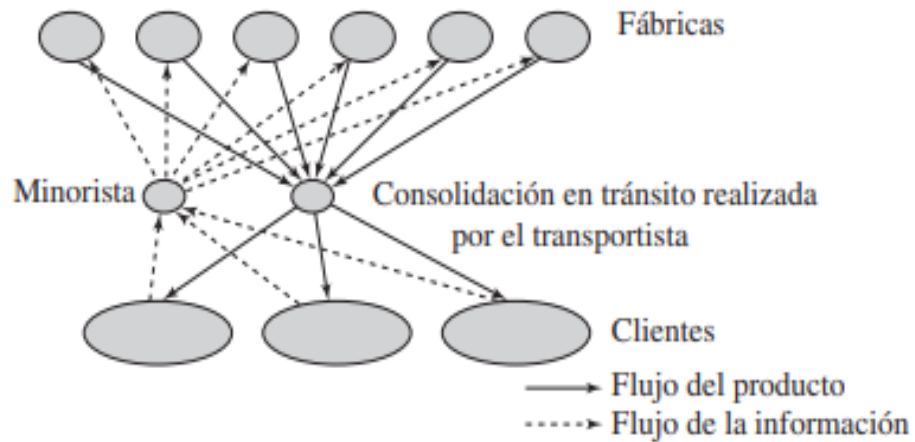 Fábricas
Minorista
Consolidación en tránsito realizada
por el transportista
Clientes
Flujo del producto
Flujo de la información